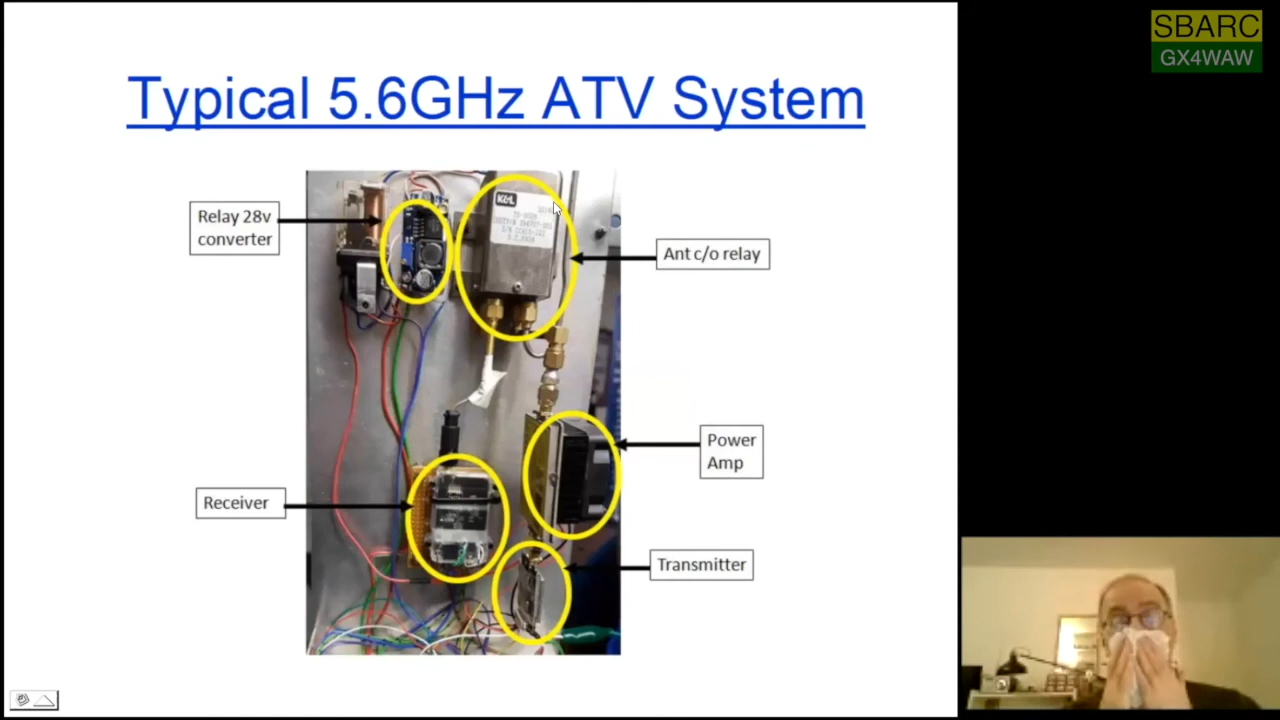 SBARC
GX4WAW
Typical 5.6GHz ATV System
Relay 28v
converter
K&L
Ant c/o relay
Power
Amp
Receiver
Transmitter